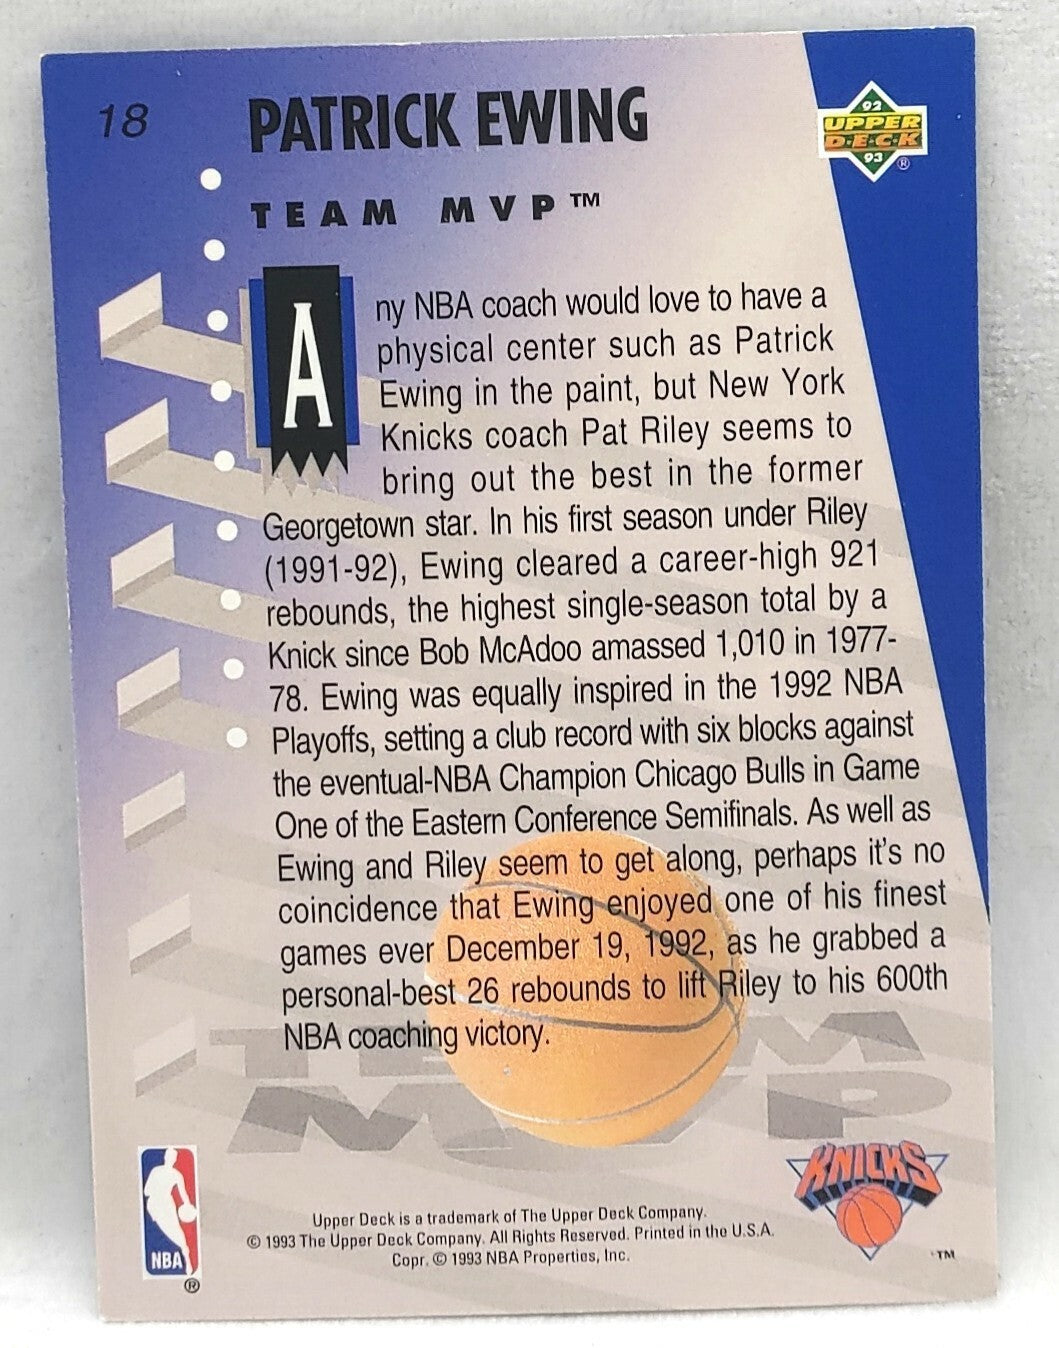 18
PATRICK EWING
92
UPPER
D·E·C·K
93 ®
TEAM MVP™
Any NBA coach would love to have a
physical center such as Patrick
Ewing in the paint, but New York
Knicks coach Pat Riley seems to
bring out the best in the former
Georgetown star. In his first season under Riley
(1991-92), Ewing cleared a career-high 921
rebounds, the highest single-season total by a
Knick since Bob McAdoo amassed 1,010 in 1977-
78. Ewing was equally inspired in the 1992 NBA
Playoffs, setting a club record with six blocks against
the eventual-NBA Champion Chicago Bulls in Game
One of the Eastern Conference Semifinals. As well as
Ewing and Riley seem to get along, perhaps it's no
coincidence that Ewing enjoyed one of his finest
games ever December 19, 1992, as he grabbed a
personal-best 26 rebounds to lift Riley to his 600th
NBA coaching victory.
TEAM
MVP
KNICKS
TM
NBA
®
Upper Deck is a trademark of The Upper Deck Company.
© 1993 The Upper Deck Company. All Rights Reserved. Printed in the U.S.A.
Copr. © 1993 NBA Properties, Inc.